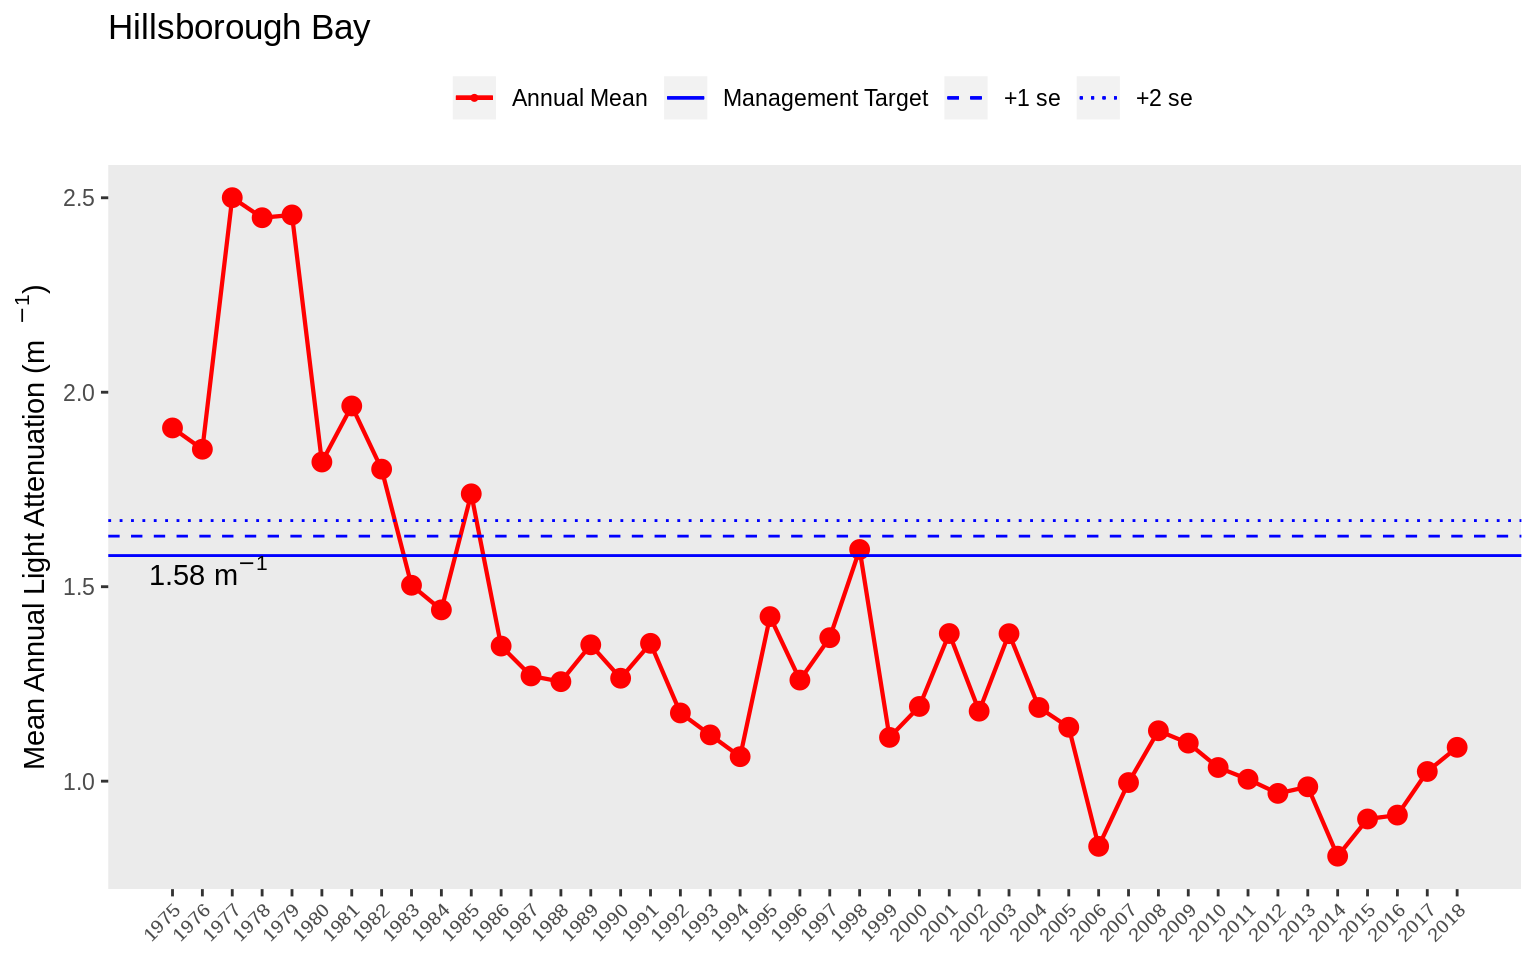 Hillsborough Bay
Annual Mean Management Target +1 se +2 se
Mean Annual Light Attenuation (m −1)
2.5
2.0
1.5
1.0
1.58 m−1
1975 1976 1977 1978 1979 1980 1981 1982 1983 1984 1985 1986 1987 1988 1989 1990 1991 1992 1993 1994 1995 1996 1997 1998 1999 2000 2001 2002 2003 2004 2005 2006 2007 2008 2009 2010 2011 2012 2013 2014 2015 2016 2017 2018